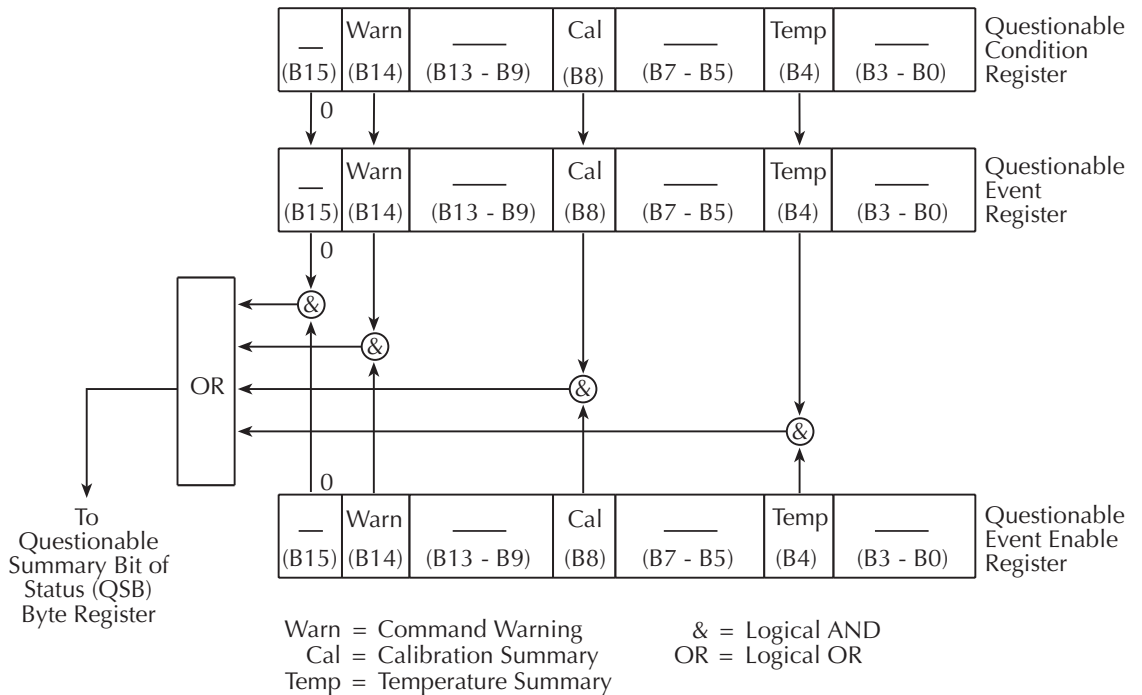 Warn Cal Temp
(B15) (B14) (B13 - B9) (B8) (B7 - B5) (B4) (B3 - B0)
Questionable
Condition
Register
0
Warn Cal Temp
(B15) (B14) (B13 - B9) (B8) (B7 - B5) (B4) (B3 - B0)
Questionable
Event
Register
0
&
&
&
&
OR
0
Warn Cal Temp
(B15) (B14) (B13 - B9) (B8) (B7 - B5) (B4) (B3 - B0)
Questionable
Event Enable
Register
To
Questionable
Summary Bit of
Status (QSB)
Byte Register
Warn = Command Warning
Cal = Calibration Summary
Temp = Temperature Summary
& = Logical AND
OR = Logical OR